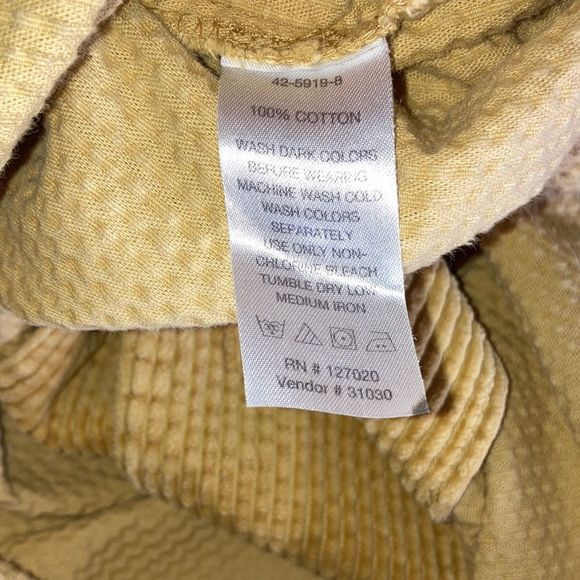 42-5919-8
100% COTTON
WASH DARK COLORS
BEFORE WEARING
MACHINE WASH COLD
WASH COLORS
SEPARATELY
USE ONLY NON-
CHLORINE BLEACH
TUMBLE DRY LOW
MEDIUM IRON
RN # 127020
Vendor # 31030